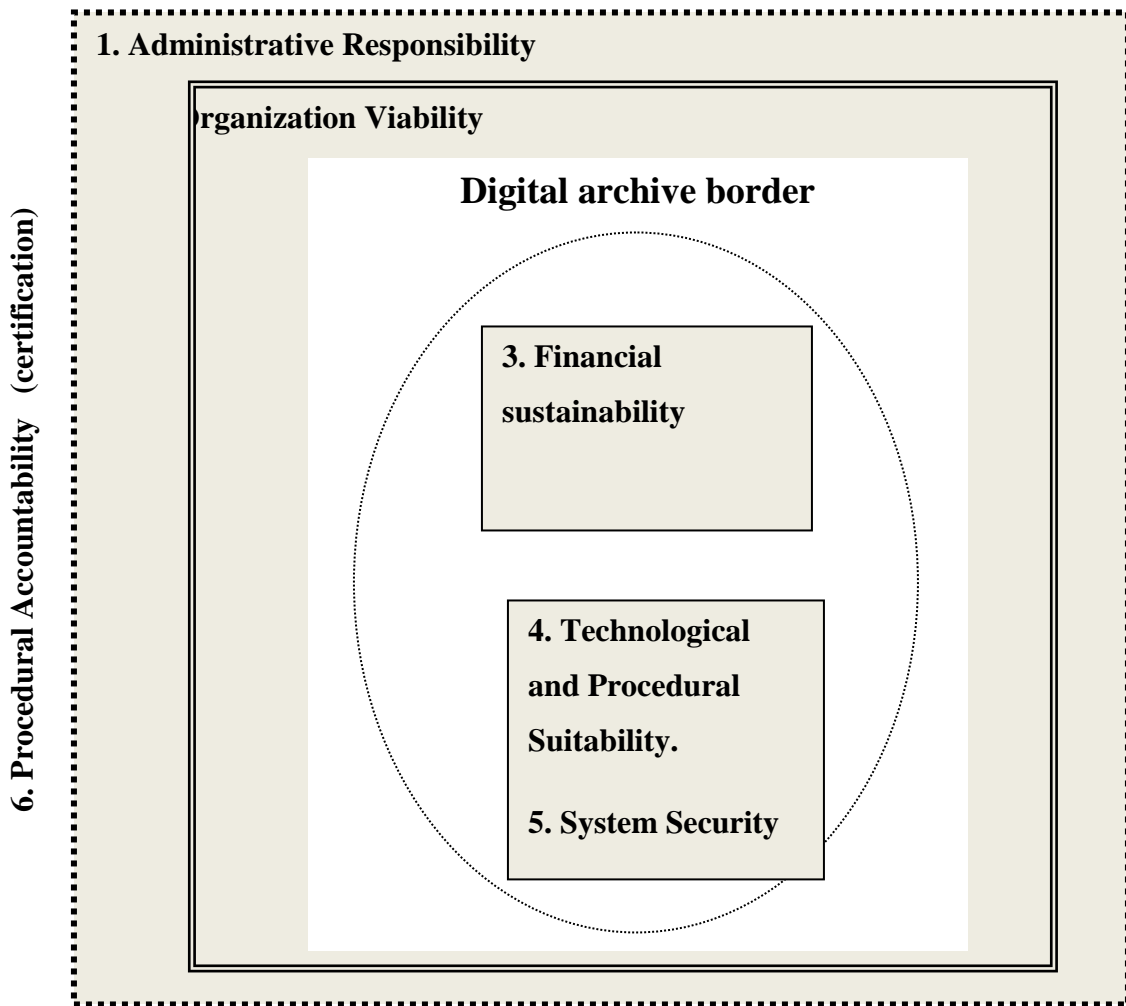 1. Administrative Responsibility
rganization Viability
Digital archive border
3. Financial
sustainability
4. Technological
and Procedural
Suitability.
5. System Security
6. Procedural Accountability (certification)